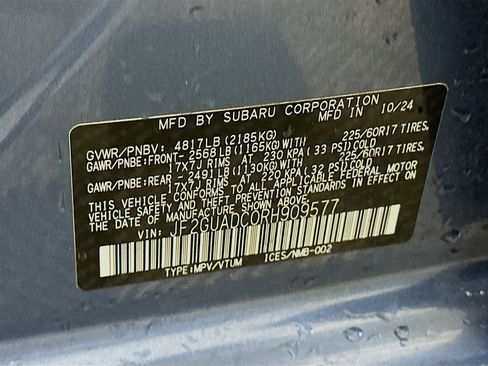 MFD BY SUBARU CORPORATION
MFD IN 10/24
GVWR/PNBV: 4817LB (2185KG)
GAWR/PNBE:FRONT- 2568LB (1165KG)WITH 225/60R17 TIRES,
17X7J RIMS AT 230 KPA ( 33 PSI)COLD
GAWR/PNBE:REAR -2491LB (1130KG)WITH 225/60R17 TIRES,
17X7J RIMS AT 220 KPA ( 32 PSI)COLD
THIS VEHICLE CONFORMS TO ALL APPLICABLE FEDERAL MOTOR
VEHICLE SAFETY AND THEFT PREVENTION STANDARDS
IN EFFECT ON THE DATE OF MANUFACTURE SHOWN ABOVE.
VIN: JF2GUADC0RH909577
TYPE:MPV/VTUM ICES/NMB-002